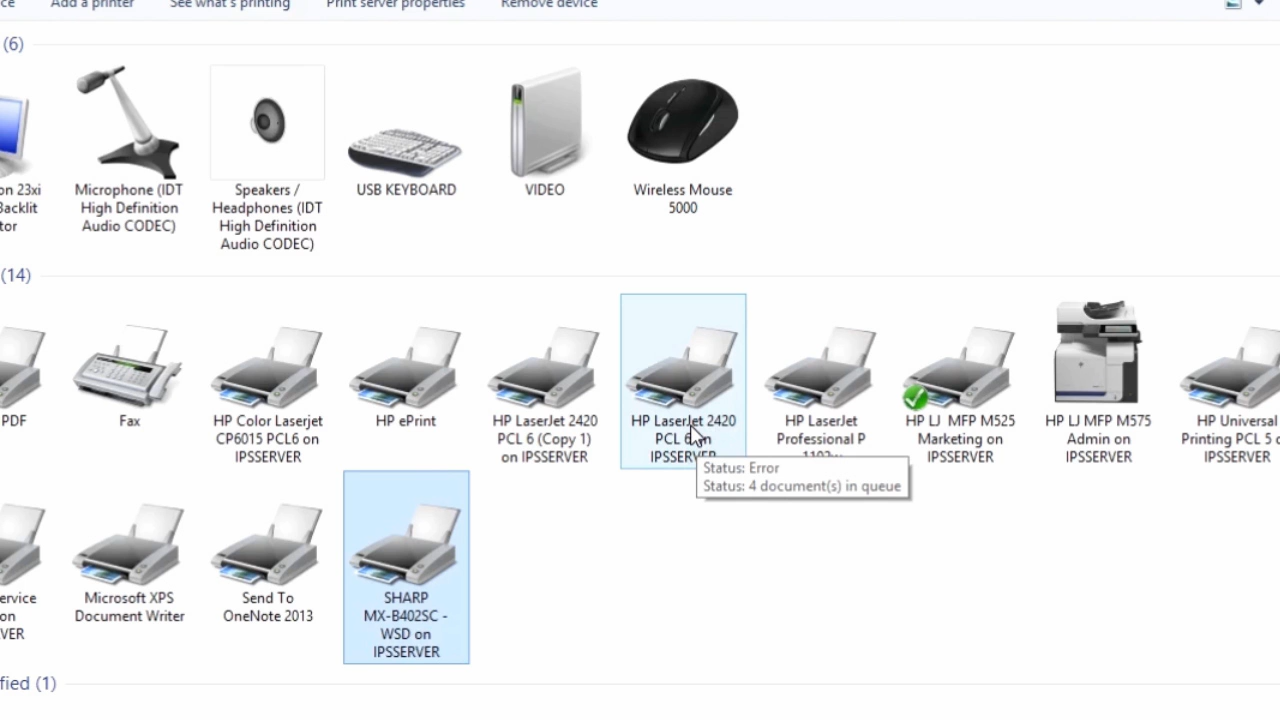 ce Add a printer See what's printing Print server properties Remove device
(6)
on 23xi Microphone (IDT Speakers / USB KEYBOARD VIDEO Wireless Mouse
Backlit High Definition Headphones (IDT 5000
tor Audio CODEC) High Definition
Audio CODEC)
(14)
PDF Fax HP Color Laserjet HP ePrint HP LaserJet 2420 HP LaserJet 2420 HP LaserJet HP LJ MFP M525 HP LJ MFP M575 HP Universal
CP6015 PCL6 on PCL 6 (Copy 1) PCL 6 on Professional P Marketing on Admin on Printing PCL 5
IPSSERVER on IPSSERVER IPSSERVER 1102w IPSSERVER IPSSERVER IPSSERVER
Status: Error
Status: 4 document(s) in queue
ervice Microsoft XPS Send To SHARP
on Document Writer OneNote 2013 MX-B402SC -
VER WSD on
IPSSERVER
fied (1)